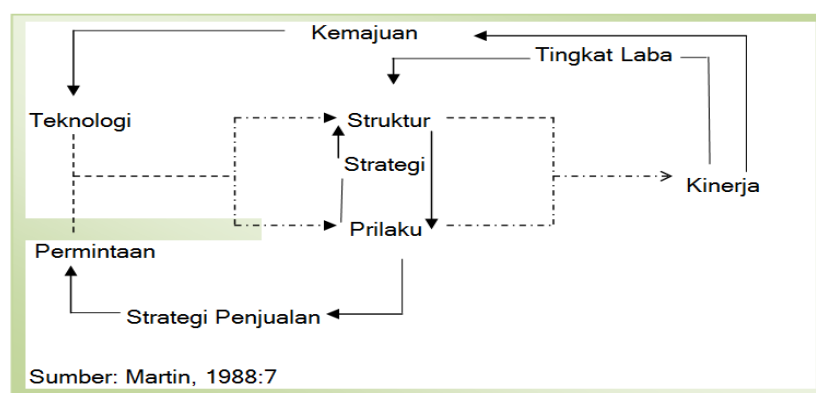 Kemajuan
Tingkat Laba
Teknologi
Struktur
Strategi
Kinerja
Prilaku
Permintaan
Strategi Penjualan
Sumber: Martin, 1988:7